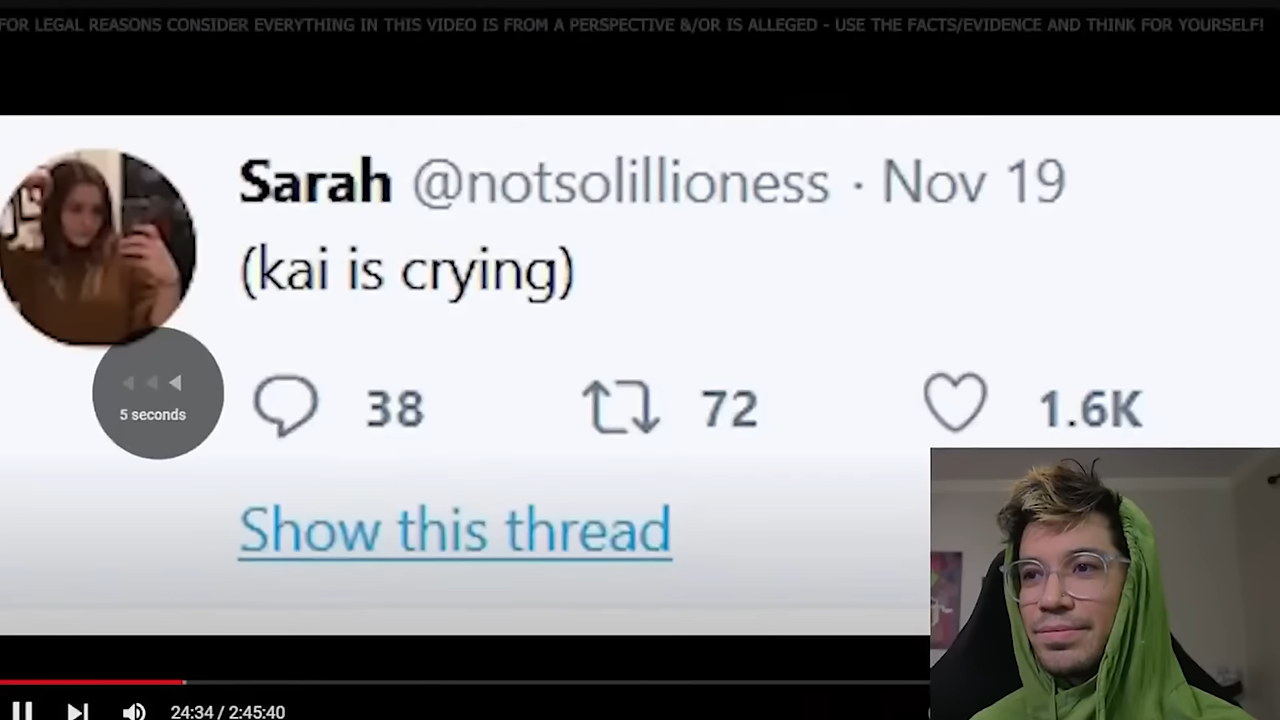 FOR LEGAL REASONS CONSIDER EVERYTHING IN THIS VIDEO IS FROM A PERSPECTIVE &/OR IS ALLEGED - USE THE FACTS/EVIDENCE AND THINK FOR YOURSELF!
Sarah @notsolillioness · Nov 19
(kai is crying)
5 seconds
38 72 1.6K
Show this thread
24:34 / 2:45:40